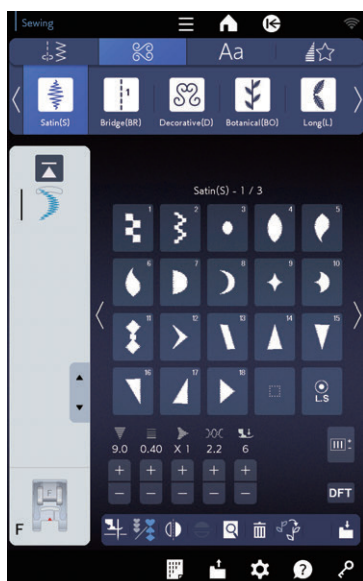 Sewing
Aa
1
Satin(S) Bridge(BR) Decorative(D) Botanical(BO) Long(L)
Satin(S) - 1 / 3
1 2 3 4 5
6 7 8 9 10
11 12 13 14 15
16 17 18 L.S
9.0 0.40 X 1 2.2 6
+ + + + +
− − − − −
DFT
F
?